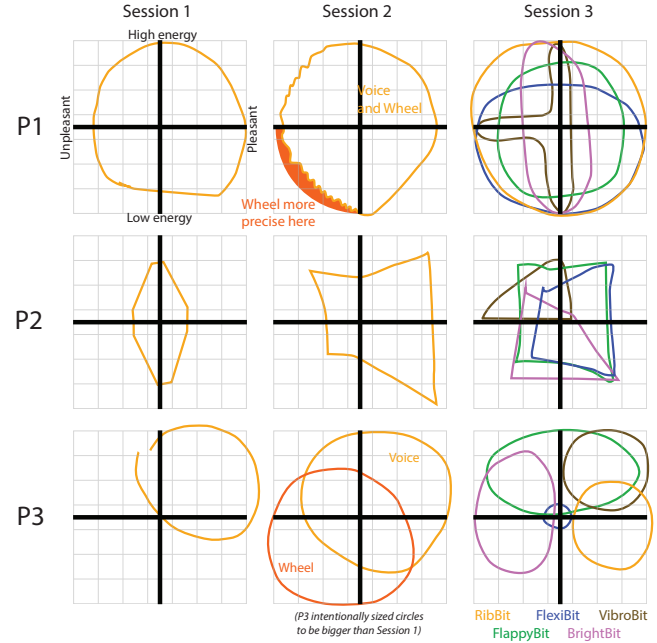 Session 1
Session 2
Session 3
High energy
Unpleasant
Pleasant
Low energy
P1
Voice
and Wheel
Wheel more
precise here
P2
P3
Voice
Wheel
(P3 intentionally sized circles
to be bigger than Session 1)
RibBit FlexiBit VibroBit
FlappyBit BrightBit